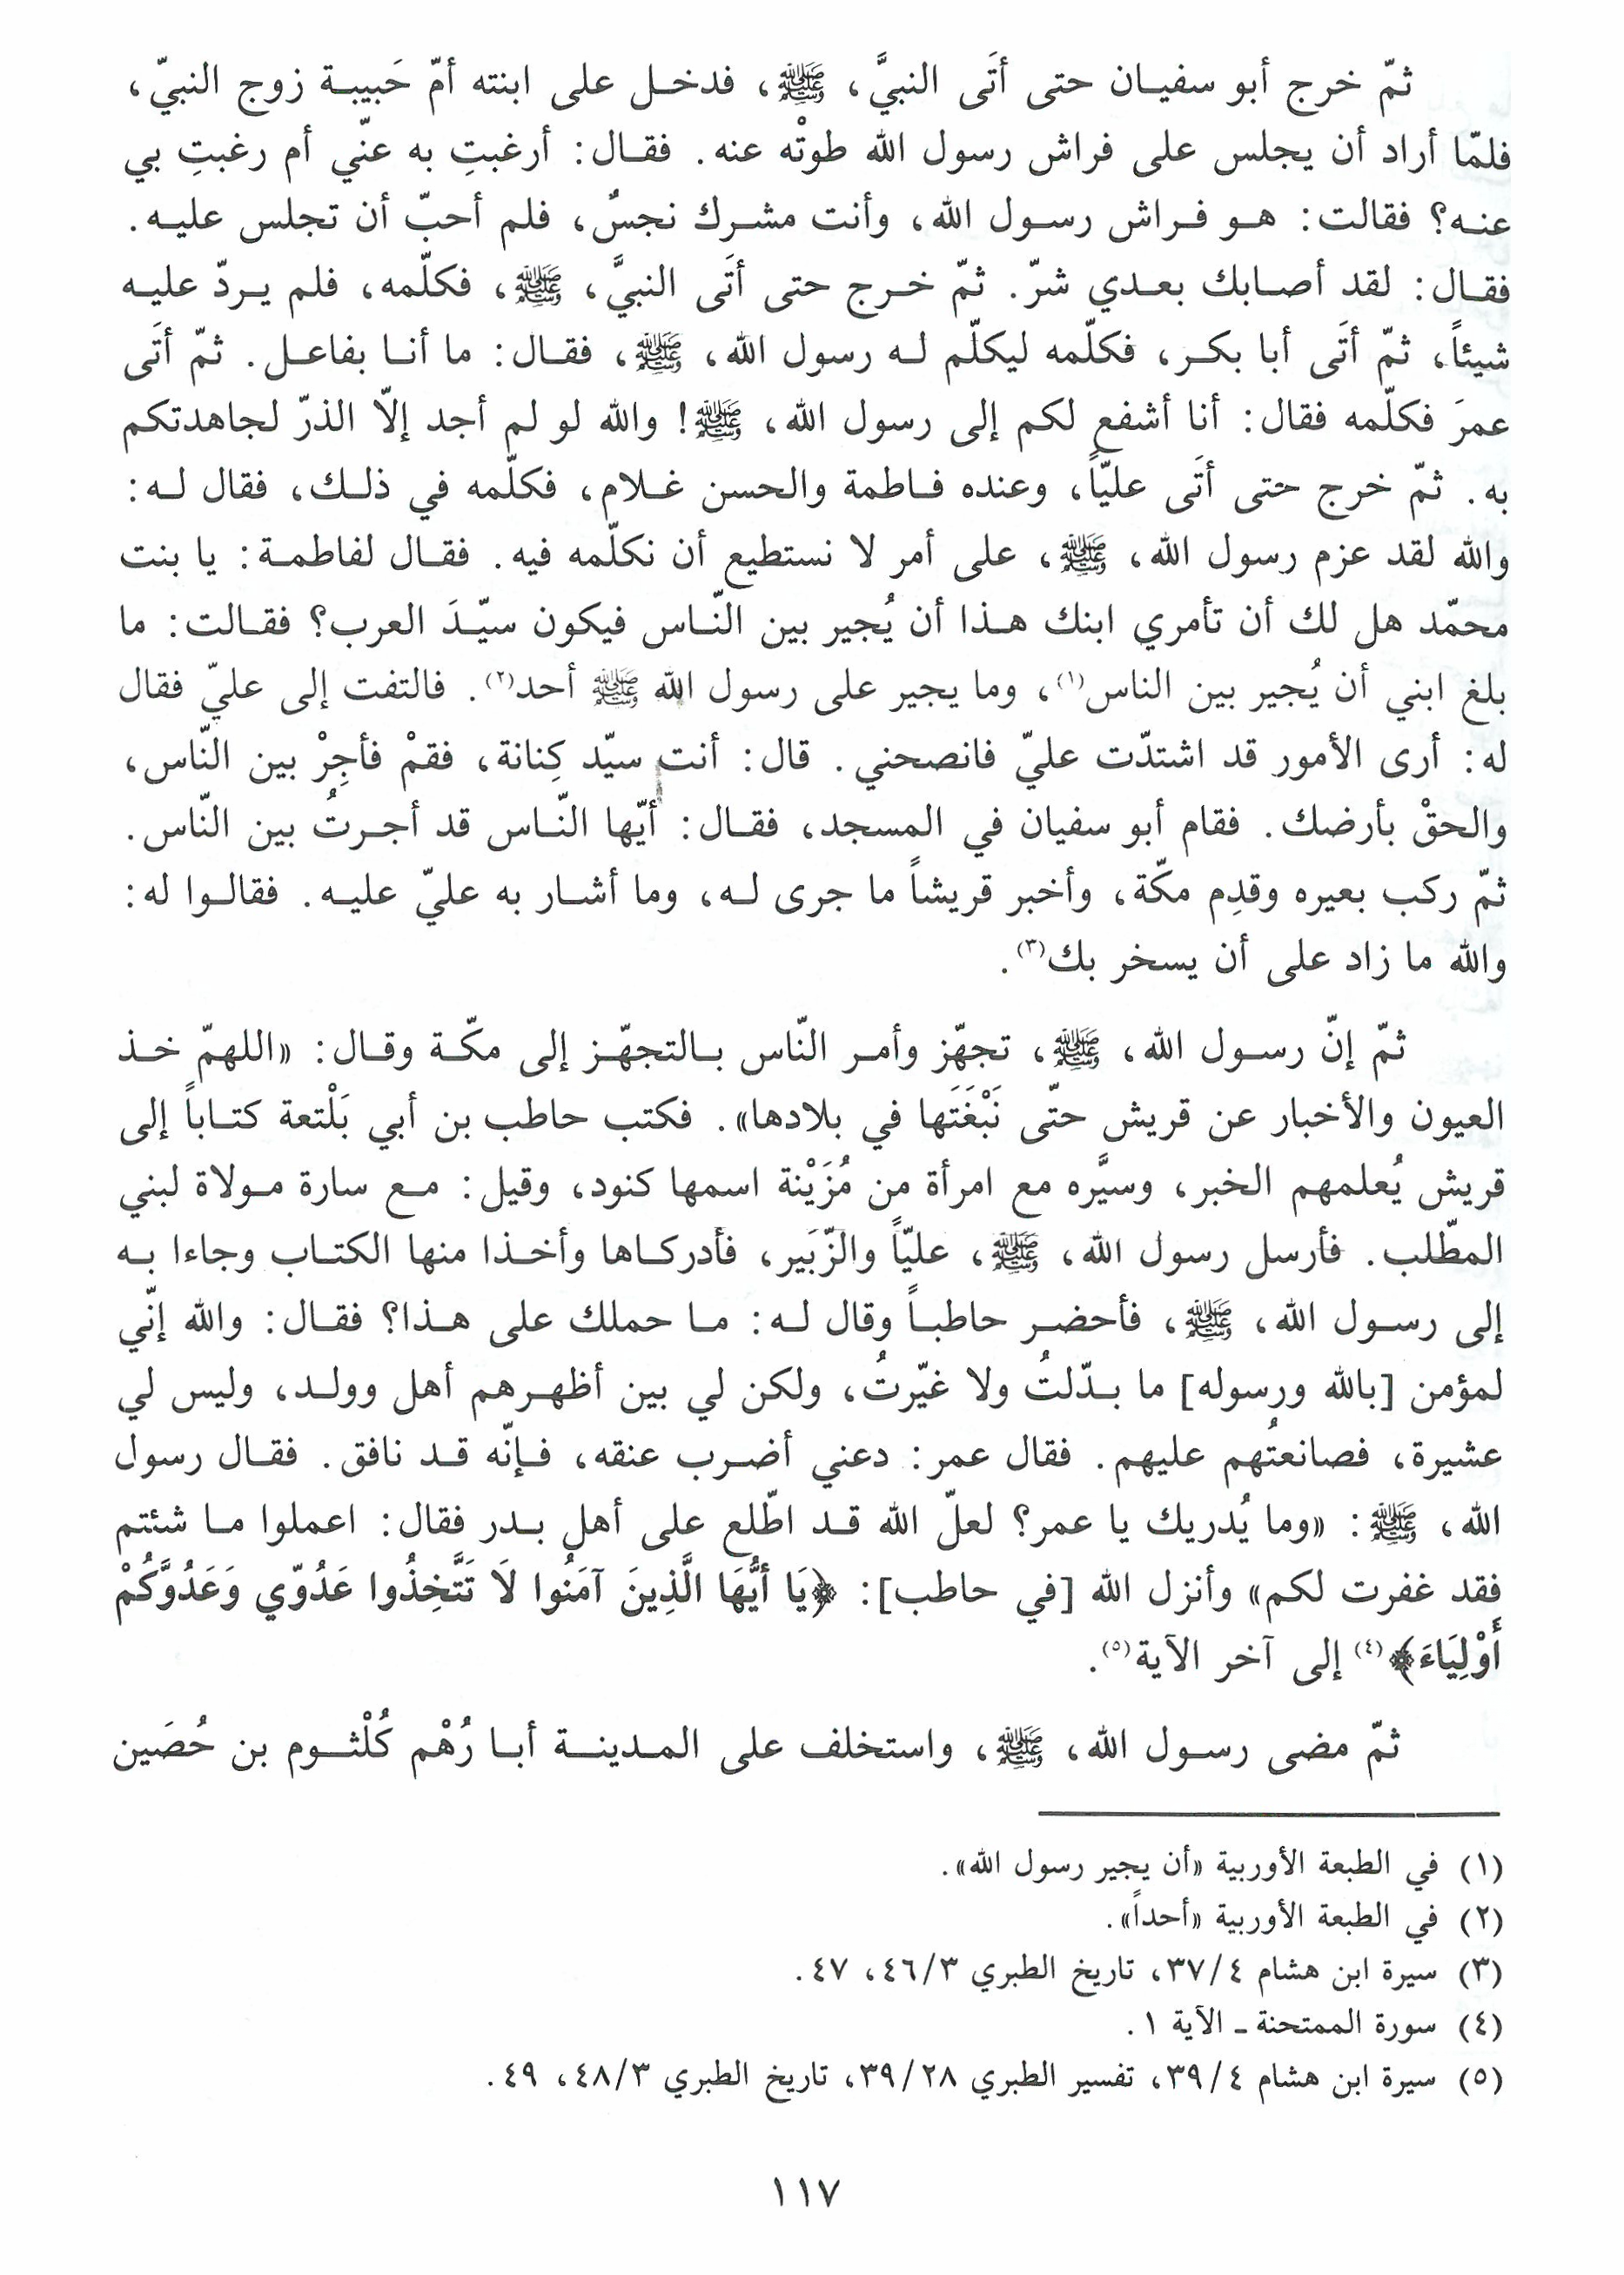 ثمّ خرج أبو سفيان حتى أتَى النبيَّ، ﷺ، فدخل على ابنته أمّ حَبيبة زوج النبيّ،
فلمّا أراد أن يجلس على فراش رسول الله طوتْه عنه. فقال: أرغبتِ به عنّي أم رغبتِ بي
عنه؟ فقالت: هو فراش رسول الله، وأنت مشرك نجسٌ، فلم أحبّ أن تجلس عليه.
فقال: لقد أصابك بعدي شرّ. ثمّ خرج حتى أتَى النبيَّ، ﷺ، فكلّمه، فلم يردّ عليه
شيئاً، ثمّ أتَى أبا بكر، فكلّمه ليكلّم له رسول الله، ﷺ، فقال: ما أنا بفاعل. ثمّ أتَى
عمرَ فكلّمه فقال: أنا أشفع لكم إلى رسول الله، ﷺ! والله لو لم أجد إلّا الذرّ لجاهدتكم
به. ثمّ خرج حتى أتَى عليّاً، وعنده فاطمة والحسن غلام، فكلّمه في ذلك، فقال له:
والله لقد عزم رسول الله، ﷺ، على أمر لا نستطيع أن نكلّمه فيه. فقال لفاطمة: يا بنت
محمّد هل لك أن تأمري ابنك هذا أن يُجير بين النّاس فيكون سيّدَ العرب؟ فقالت: ما
بلغ ابني أن يُجير بين الناس(١)، وما يجير على رسول الله ﷺ أحد(٢). فالتفت إلى عليّ فقال
له: أرى الأمور قد اشتدّت عليّ فانصحني. قال: أنت سيّد كِنانة، فقمْ فأجِرْ بين النّاس،
والحقْ بأرضك. فقام أبو سفيان في المسجد، فقال: أيّها النّاس قد أجرتُ بين النّاس.
ثمّ ركب بعيره وقدِم مكّة، وأخبر قريشاً ما جرى له، وما أشار به عليّ عليه. فقالوا له:
والله ما زاد على أن يسخر بك(٣).
ثمّ إنّ رسول الله، ﷺ، تجهّز وأمر النّاس بالتجهّز إلى مكّة وقال: «اللهمّ خذ
العيون والأخبار عن قريش حتّى نَبْغَتَها في بلادها». فكتب حاطب بن أبي بَلْتعة كتاباً إلى
قريش يُعلمهم الخبر، وسيَّره مع امرأة من مُزَيْنة اسمها كنود، وقيل: مع سارة مولاة لبني
المطّلب. فأرسل رسول الله، ﷺ، عليّاً والزّبَير، فأدركاها وأخذا منها الكتاب وجاءا به
إلى رسول الله، ﷺ، فأحضر حاطباً وقال له: ما حملك على هذا؟ فقال: والله إنّي
لمؤمن [بالله ورسوله] ما بدّلتُ ولا غيّرتُ، ولكن لي بين أظهرهم أهل وولد، وليس لي
عشيرة، فصانعتُهم عليهم. فقال عمر: دعني أضرب عنقه، فإنّه قد نافق. فقال رسول
الله، ﷺ: «وما يُدريك يا عمر؟ لعلّ الله قد اطّلع على أهل بدر فقال: اعملوا ما شئتم
فقد غفرت لكم» وأنزل الله [في حاطب]: ﴿يَا أَيُّهَا الَّذِينَ آمَنُوا لَا تَتَّخِذُوا عَدُوّي وَعَدُوَّكُمْ
أَوْلِيَاءَ﴾(٤) إلى آخر الآية(٥).
ثمّ مضى رسول الله، ﷺ، واستخلف على المدينة أبا رُهْم كُلْثوم بن حُصَين
(١) في الطبعة الأوربية «أن يجير رسول الله».
(٢) في الطبعة الأوربية «أحداً».
(٣) سيرة ابن هشام ٣٧/٤، تاريخ الطبري ٤٦/٣، ٤٧.
(٤) سورة الممتحنة - الآية ١.
(٥) سيرة ابن هشام ٣٩/٤، تفسير الطبري ٣٩/٢٨، تاريخ الطبري ٤٨/٣، ٤٩.
١١٧